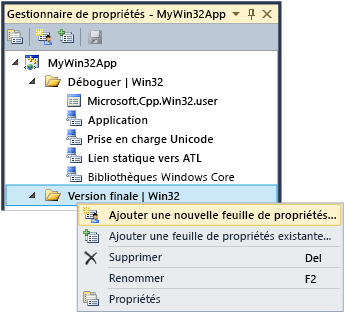 Gestionnaire de propriétés - MyWin32App
MyWin32App
Déboguer | Win32
Microsoft.Cpp.Win32.user
Application
Prise en charge Unicode
Lien statique vers ATL
Bibliothèques Windows Core
Version finale | Win32
Ajouter une nouvelle feuille de propriétés...
Ajouter une feuille de propriétés existante...
Supprimer Del
Renommer F2
Propriétés